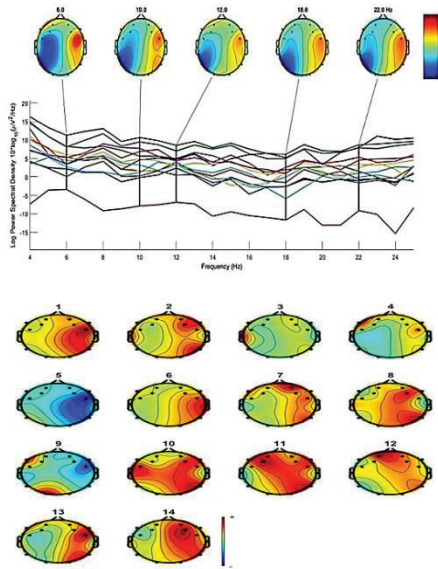 6.0 10.0 12.0 18.0 22.0 Hz
Log Power Spectral Density 10*log10(μV²/Hz)
20
15
10
5
0
-5
-10
-15
4 6 8 10 12 14 16 18 20 22 24
Frequency (Hz)
1 2 3 4
5 6 7 8
9 10 11 12
13 14
+
-